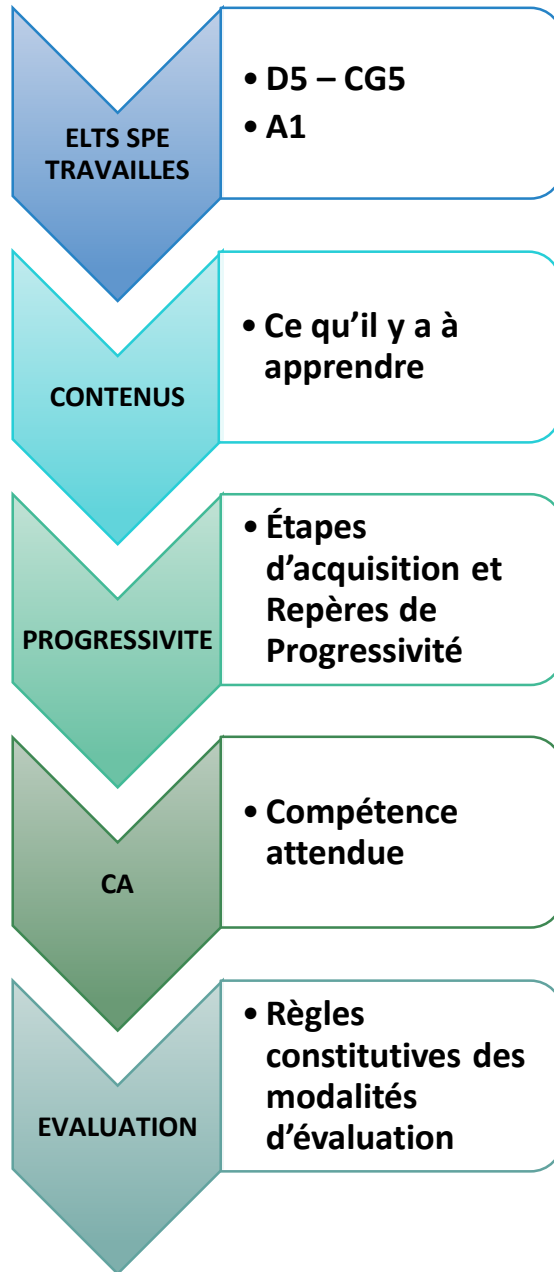 ELTS SPE
TRAVAILLES
• D5 – CG5
• A1
CONTENUS
• Ce qu’il y a à
apprendre
PROGRESSIVITE
• Étapes
d’acquisition et
Repères de
Progressivité
CA
• Compétence
attendue
EVALUATION
• Règles
constitutives des
modalités
d’évaluation